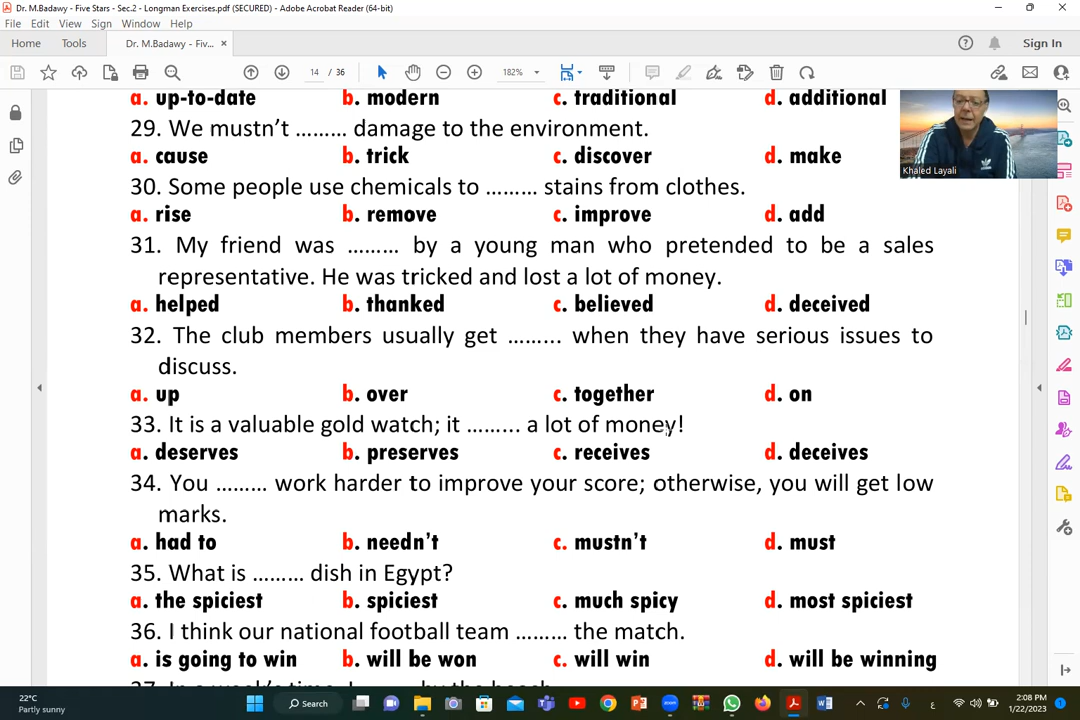 Dr. M.Badawy - Five Stars - Sec.2 - Longman Exercises.pdf (SECURED) - Adobe Acrobat Reader (64-bit)
File Edit View Sign Window Help
Home Tools Dr. M.Badawy - Fiv... × Sign In
14 / 36 182%
a. up-to-date b. modern c. traditional d. additional
29. We mustn't ......... damage to the environment.
a. cause b. trick c. discover d. make
30. Some people use chemicals to ......... stains from clothes.
a. rise b. remove c. improve d. add
31. My friend was ......... by a young man who pretended to be a sales
representative. He was tricked and lost a lot of money.
a. helped b. thanked c. believed d. deceived
32. The club members usually get ......... when they have serious issues to
discuss.
a. up b. over c. together d. on
33. It is a valuable gold watch; it ......... a lot of money!
a. deserves b. preserves c. receives d. deceives
34. You ......... work harder to improve your score; otherwise, you will get low
marks.
a. had to b. needn't c. mustn't d. must
35. What is ......... dish in Egypt?
a. the spiciest b. spiciest c. much spicy d. most spiciest
36. I think our national football team ......... the match.
a. is going to win b. will be won c. will win d. will be winning
37. In a week's time, I ...... by the beach.
Khaled Layali
22°C
Partly sunny
Search
ع
2:08 PM
1/22/2023